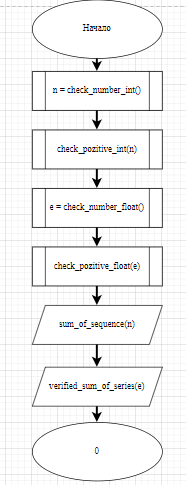 Начало
n = check_number_int()
check_pozitive_int(n)
e = check_number_float()
check_pozitive_float(e)
sum_of_sequence(n)
verified_sum_of_series(e)
0